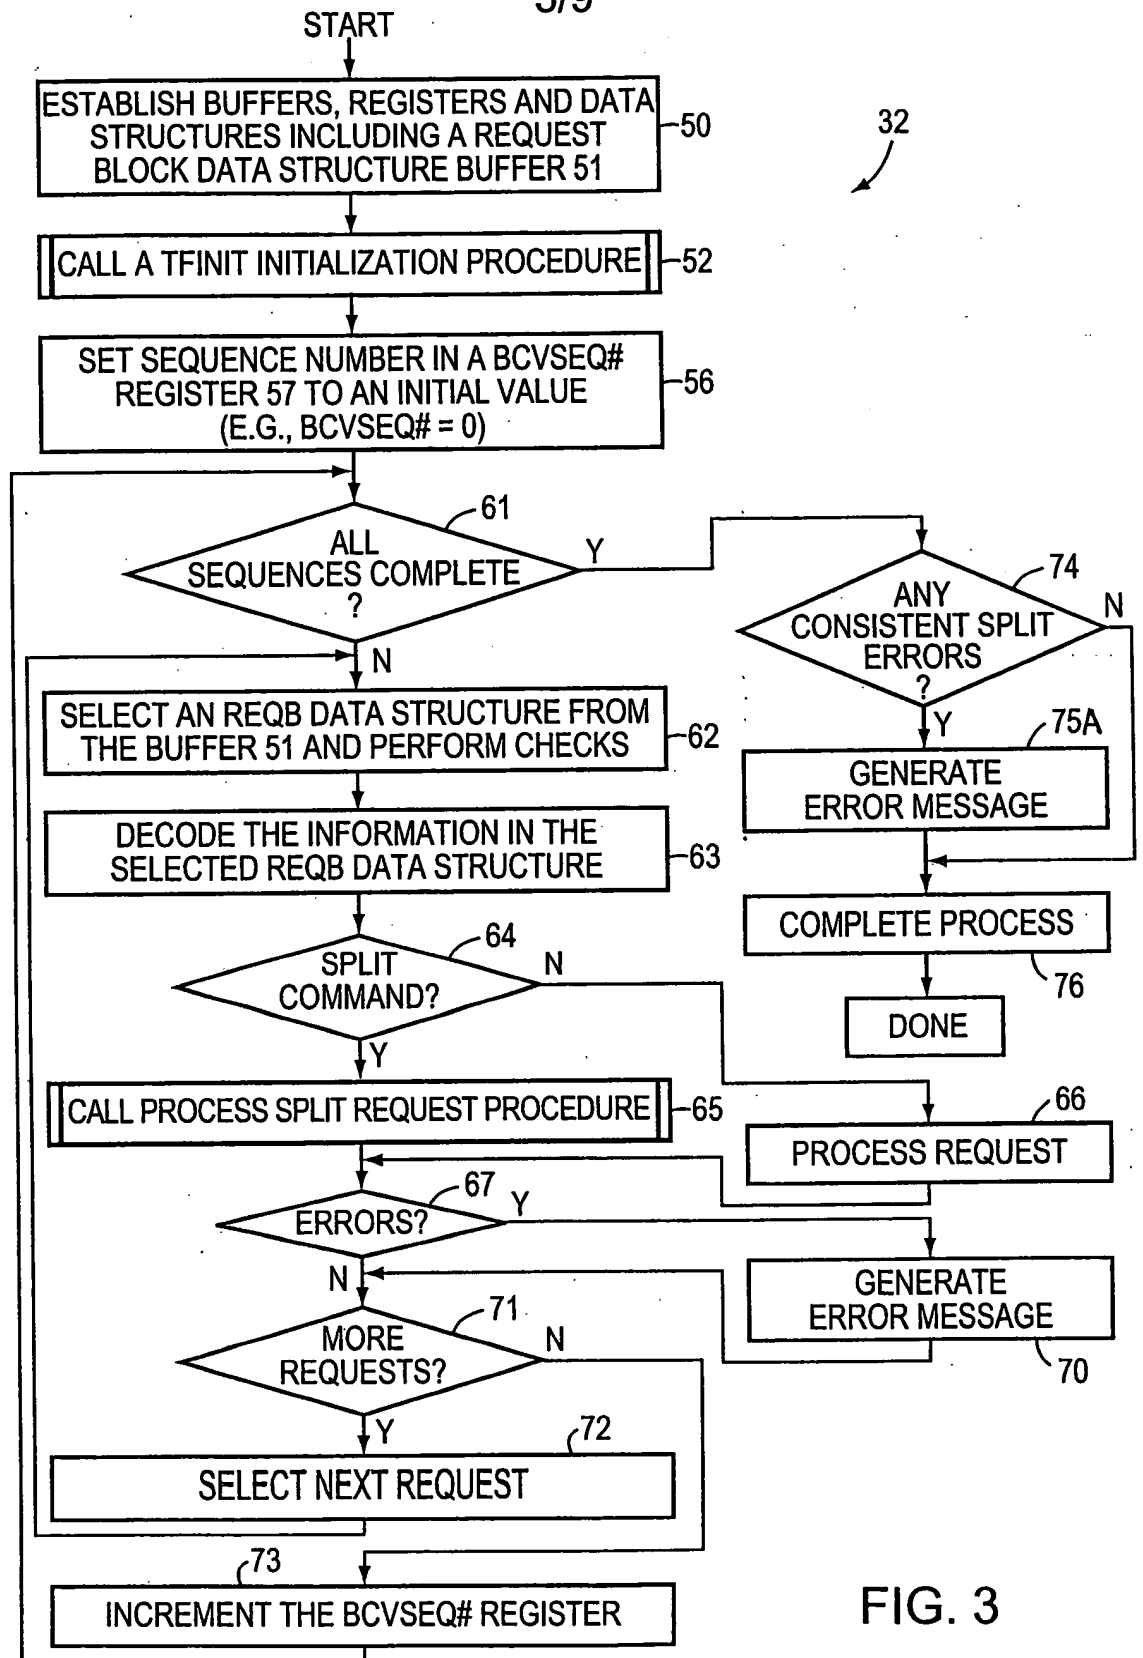 START
ESTABLISH BUFFERS, REGISTERS AND DATA
STRUCTURES INCLUDING A REQUEST
BLOCK DATA STRUCTURE BUFFER 51
50
32
CALL A TFINIT INITIALIZATION PROCEDURE
52
SET SEQUENCE NUMBER IN A BCVSEQ#
REGISTER 57 TO AN INITIAL VALUE
(E.G., BCVSEQ# = 0)
56
61
ALL
SEQUENCES COMPLETE
?
Y
N
74
ANY
CONSISTENT SPLIT
ERRORS
?
N
Y
SELECT AN REQB DATA STRUCTURE FROM
THE BUFFER 51 AND PERFORM CHECKS
62
75A
GENERATE
ERROR MESSAGE
DECODE THE INFORMATION IN THE
SELECTED REQB DATA STRUCTURE
63
COMPLETE PROCESS
76
DONE
64
SPLIT
COMMAND?
N
Y
CALL PROCESS SPLIT REQUEST PROCEDURE
65
66
PROCESS REQUEST
67
ERRORS?
Y
N
GENERATE
ERROR MESSAGE
70
71
MORE
REQUESTS?
N
Y
72
SELECT NEXT REQUEST
73
INCREMENT THE BCVSEQ# REGISTER
FIG. 3